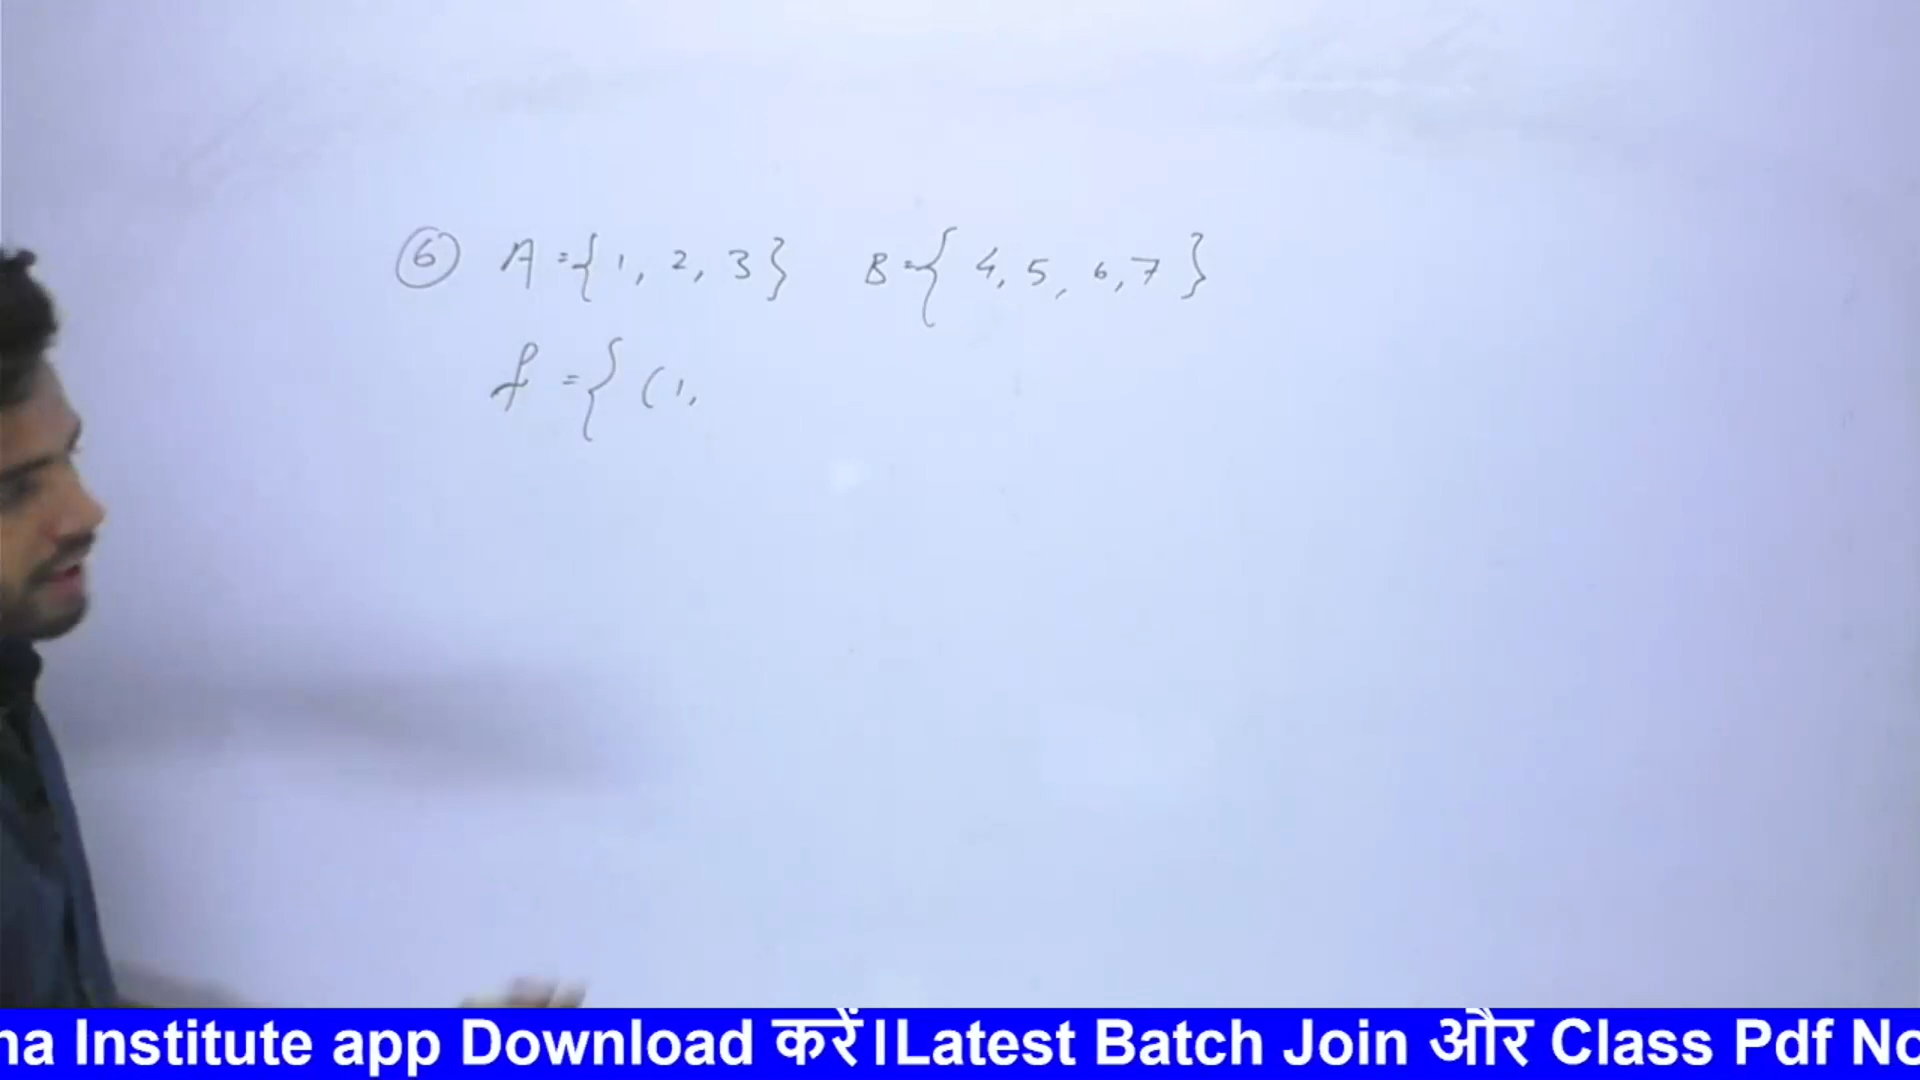 ⑥ A={1, 2, 3} B={4, 5, 6, 7}
f={(1,
na Institute app Download करें।Latest Batch Join और Class Pdf No